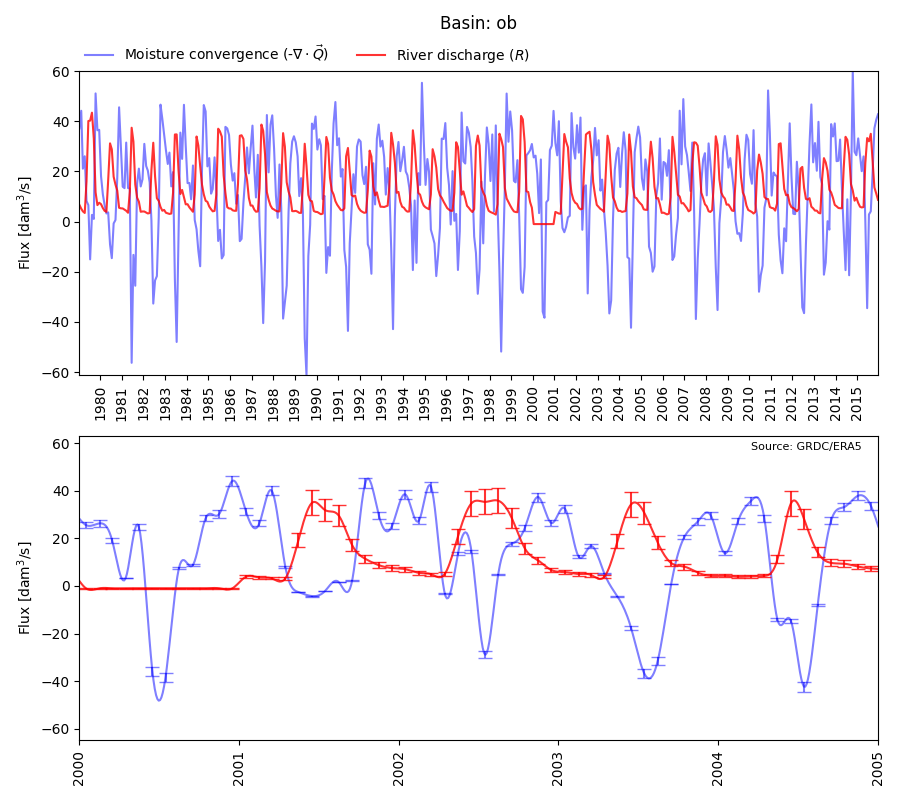 Basin: ob
Moisture convergence (-∇ · Q⃗) River discharge (R)
Flux [dam³/s]
60
40
20
0
−20
−40
−60
1980 1981 1982 1983 1984 1985 1986 1987 1988 1989 1990 1991 1992 1993 1994 1995 1996 1997 1998 1999 2000 2001 2002 2003 2004 2005 2006 2007 2008 2009 2010 2011 2012 2013 2014 2015
Source: GRDC/ERA5
Flux [dam³/s]
60
40
20
0
−20
−40
−60
2000 2001 2002 2003 2004 2005